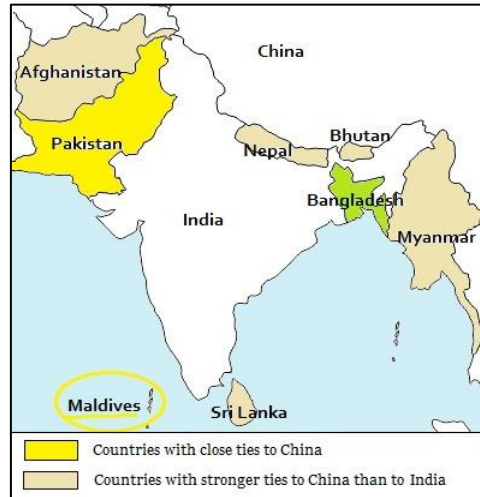 China
Afghanistan
Pakistan
Nepal
Bhutan
Bangladesh
India
Myanmar
Maldives
Sri Lanka
Countries with close ties to China
Countries with stronger ties to China than to India